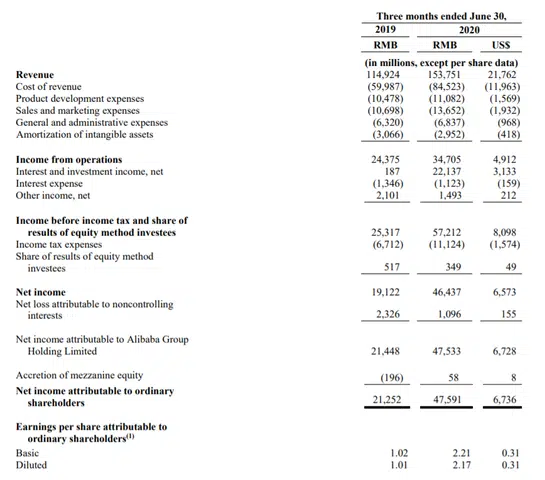 Three months ended June 30,
2019 2020
RMB RMB US$
(in millions, except per share data)
Revenue 114,924 153,751 21,762
Cost of revenue (59,987) (84,523) (11,963)
Product development expenses (10,478) (11,082) (1,569)
Sales and marketing expenses (10,698) (13,652) (1,932)
General and administrative expenses (6,320) (6,837) (968)
Amortization of intangible assets (3,066) (2,952) (418)
Income from operations 24,375 34,705 4,912
Interest and investment income, net 187 22,137 3,133
Interest expense (1,346) (1,123) (159)
Other income, net 2,101 1,493 212
Income before income tax and share of
results of equity method investees 25,317 57,212 8,098
Income tax expenses (6,712) (11,124) (1,574)
Share of results of equity method
investees 517 349 49
Net income 19,122 46,437 6,573
Net loss attributable to noncontrolling
interests 2,326 1,096 155
Net income attributable to Alibaba Group
Holding Limited 21,448 47,533 6,728
Accretion of mezzanine equity (196) 58 8
Net income attributable to ordinary
shareholders 21,252 47,591 6,736
Earnings per share attributable to
ordinary shareholders(1)
Basic 1.02 2.21 0.31
Diluted 1.01 2.17 0.31